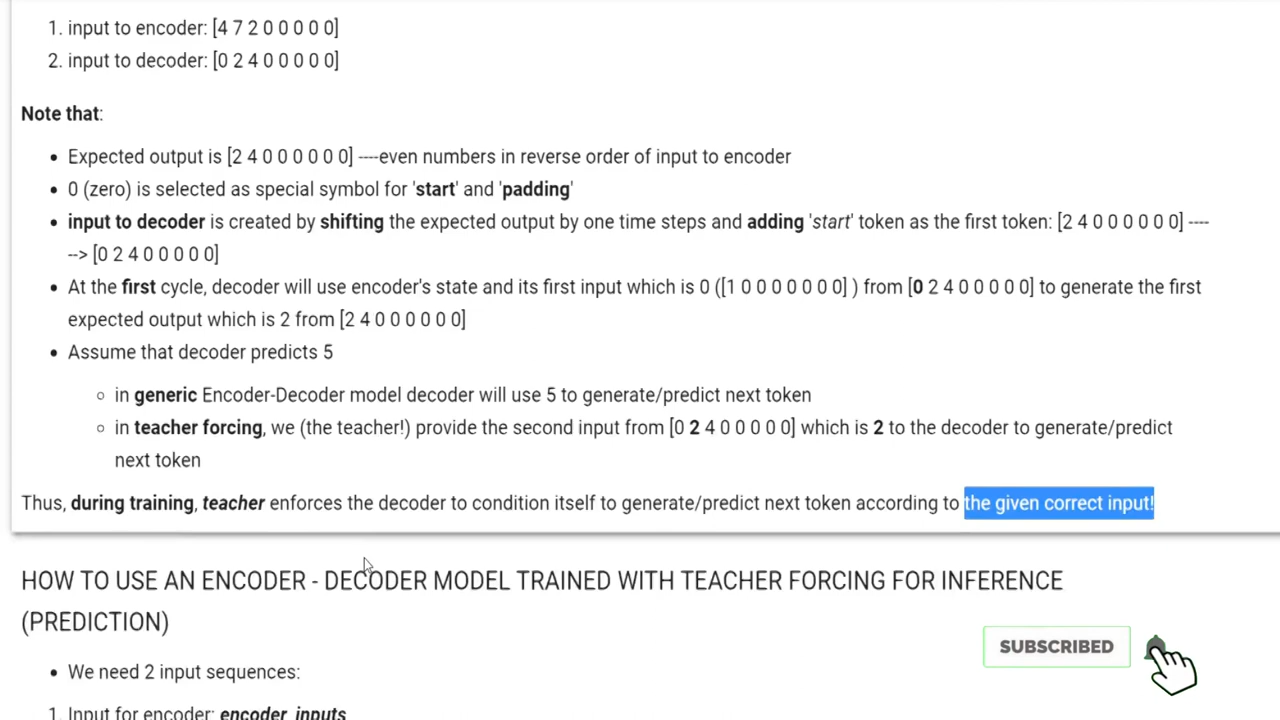 1. input to encoder: [4 7 2 0 0 0 0 0]
2. input to decoder: [0 2 4 0 0 0 0 0]
Note that:
• Expected output is [2 4 0 0 0 0 0 0] ----even numbers in reverse order of input to encoder
• 0 (zero) is selected as special symbol for 'start' and 'padding'
• input to decoder is created by shifting the expected output by one time steps and adding 'start' token as the first token: [2 4 0 0 0 0 0 0] ----
--> [0 2 4 0 0 0 0 0]
• At the first cycle, decoder will use encoder's state and its first input which is 0 ([1 0 0 0 0 0 0 0] ) from [0 2 4 0 0 0 0 0] to generate the first
expected output which is 2 from [2 4 0 0 0 0 0 0]
• Assume that decoder predicts 5
◦ in generic Encoder-Decoder model decoder will use 5 to generate/predict next token
◦ in teacher forcing, we (the teacher!) provide the second input from [0 2 4 0 0 0 0 0] which is 2 to the decoder to generate/predict
next token
Thus, during training, teacher enforces the decoder to condition itself to generate/predict next token according to the given correct input!
HOW TO USE AN ENCODER - DECODER MODEL TRAINED WITH TEACHER FORCING FOR INFERENCE
(PREDICTION)
SUBSCRIBED
• We need 2 input sequences:
1. Input for encoder: encoder_inputs